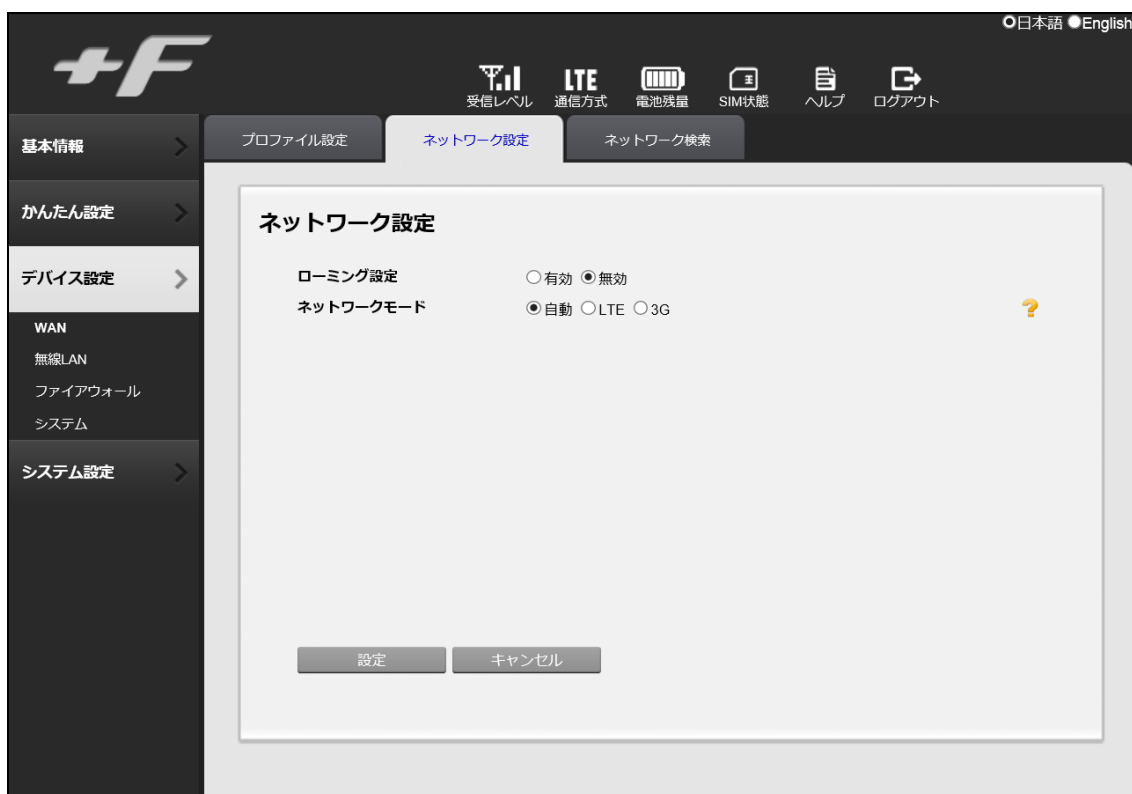 日本語 English
+F
LTE
受信レベル 通信方式 電池残量 SIM状態 ヘルプ ログアウト
プロファイル設定 ネットワーク設定 ネットワーク検索
基本情報
かんたん設定
デバイス設定
WAN
無線LAN
ファイアウォール
システム
システム設定
ネットワーク設定
ローミング設定 有効 無効
ネットワークモード 自動 LTE 3G ?
設定 キャンセル